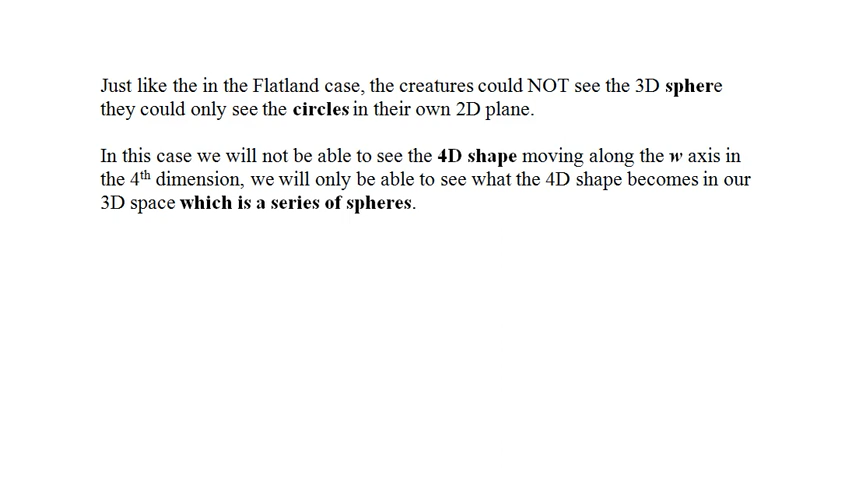 Just like the in the Flatland case, the creatures could NOT see the 3D sphere
they could only see the circles in their own 2D plane.
In this case we will not be able to see the 4D shape moving along the w axis in
the 4th dimension, we will only be able to see what the 4D shape becomes in our
3D space which is a series of spheres.